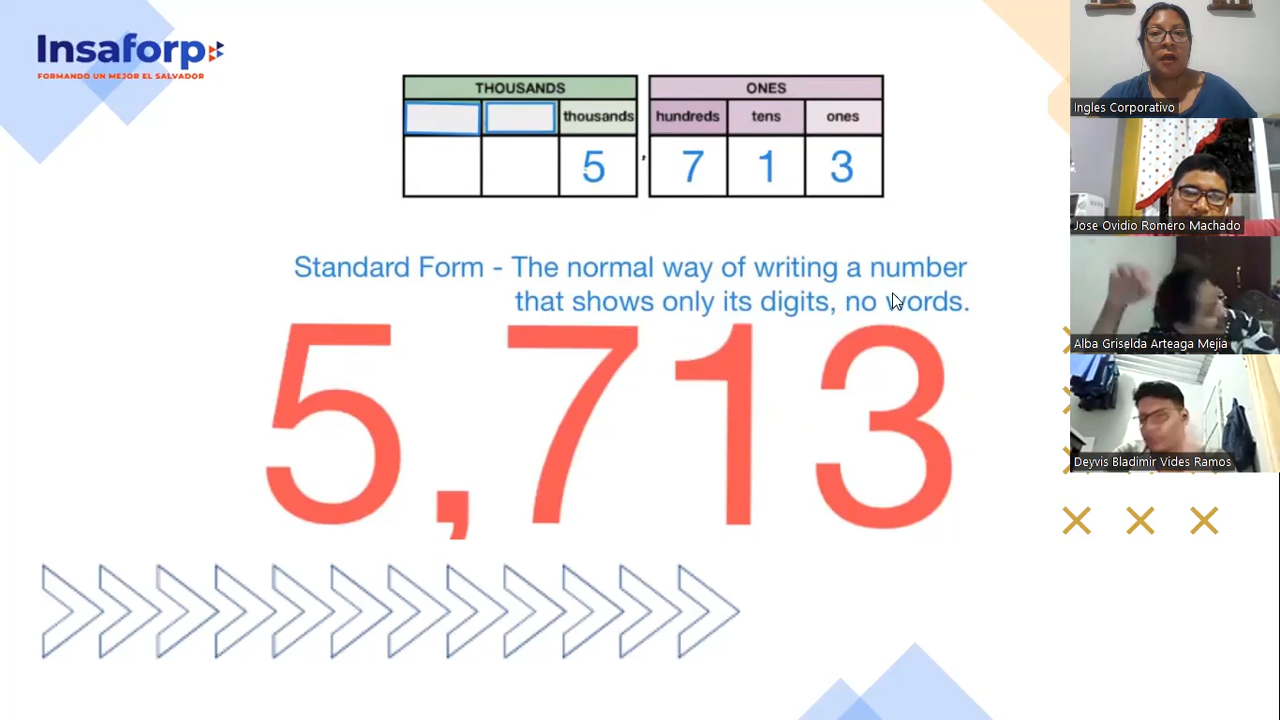 Insaforp
FORMANDO UN MEJOR EL SALVADOR
THOUSANDS
ONES
thousands
hundreds
tens
ones
5 , 7 1 3
Standard Form - The normal way of writing a number
that shows only its digits, no words.
5,713
Ingles Corporativo
Jose Ovidio Romero Machado
Alba Griselda Arteaga Mejia
Deyvis Bladimir Vides Ramos